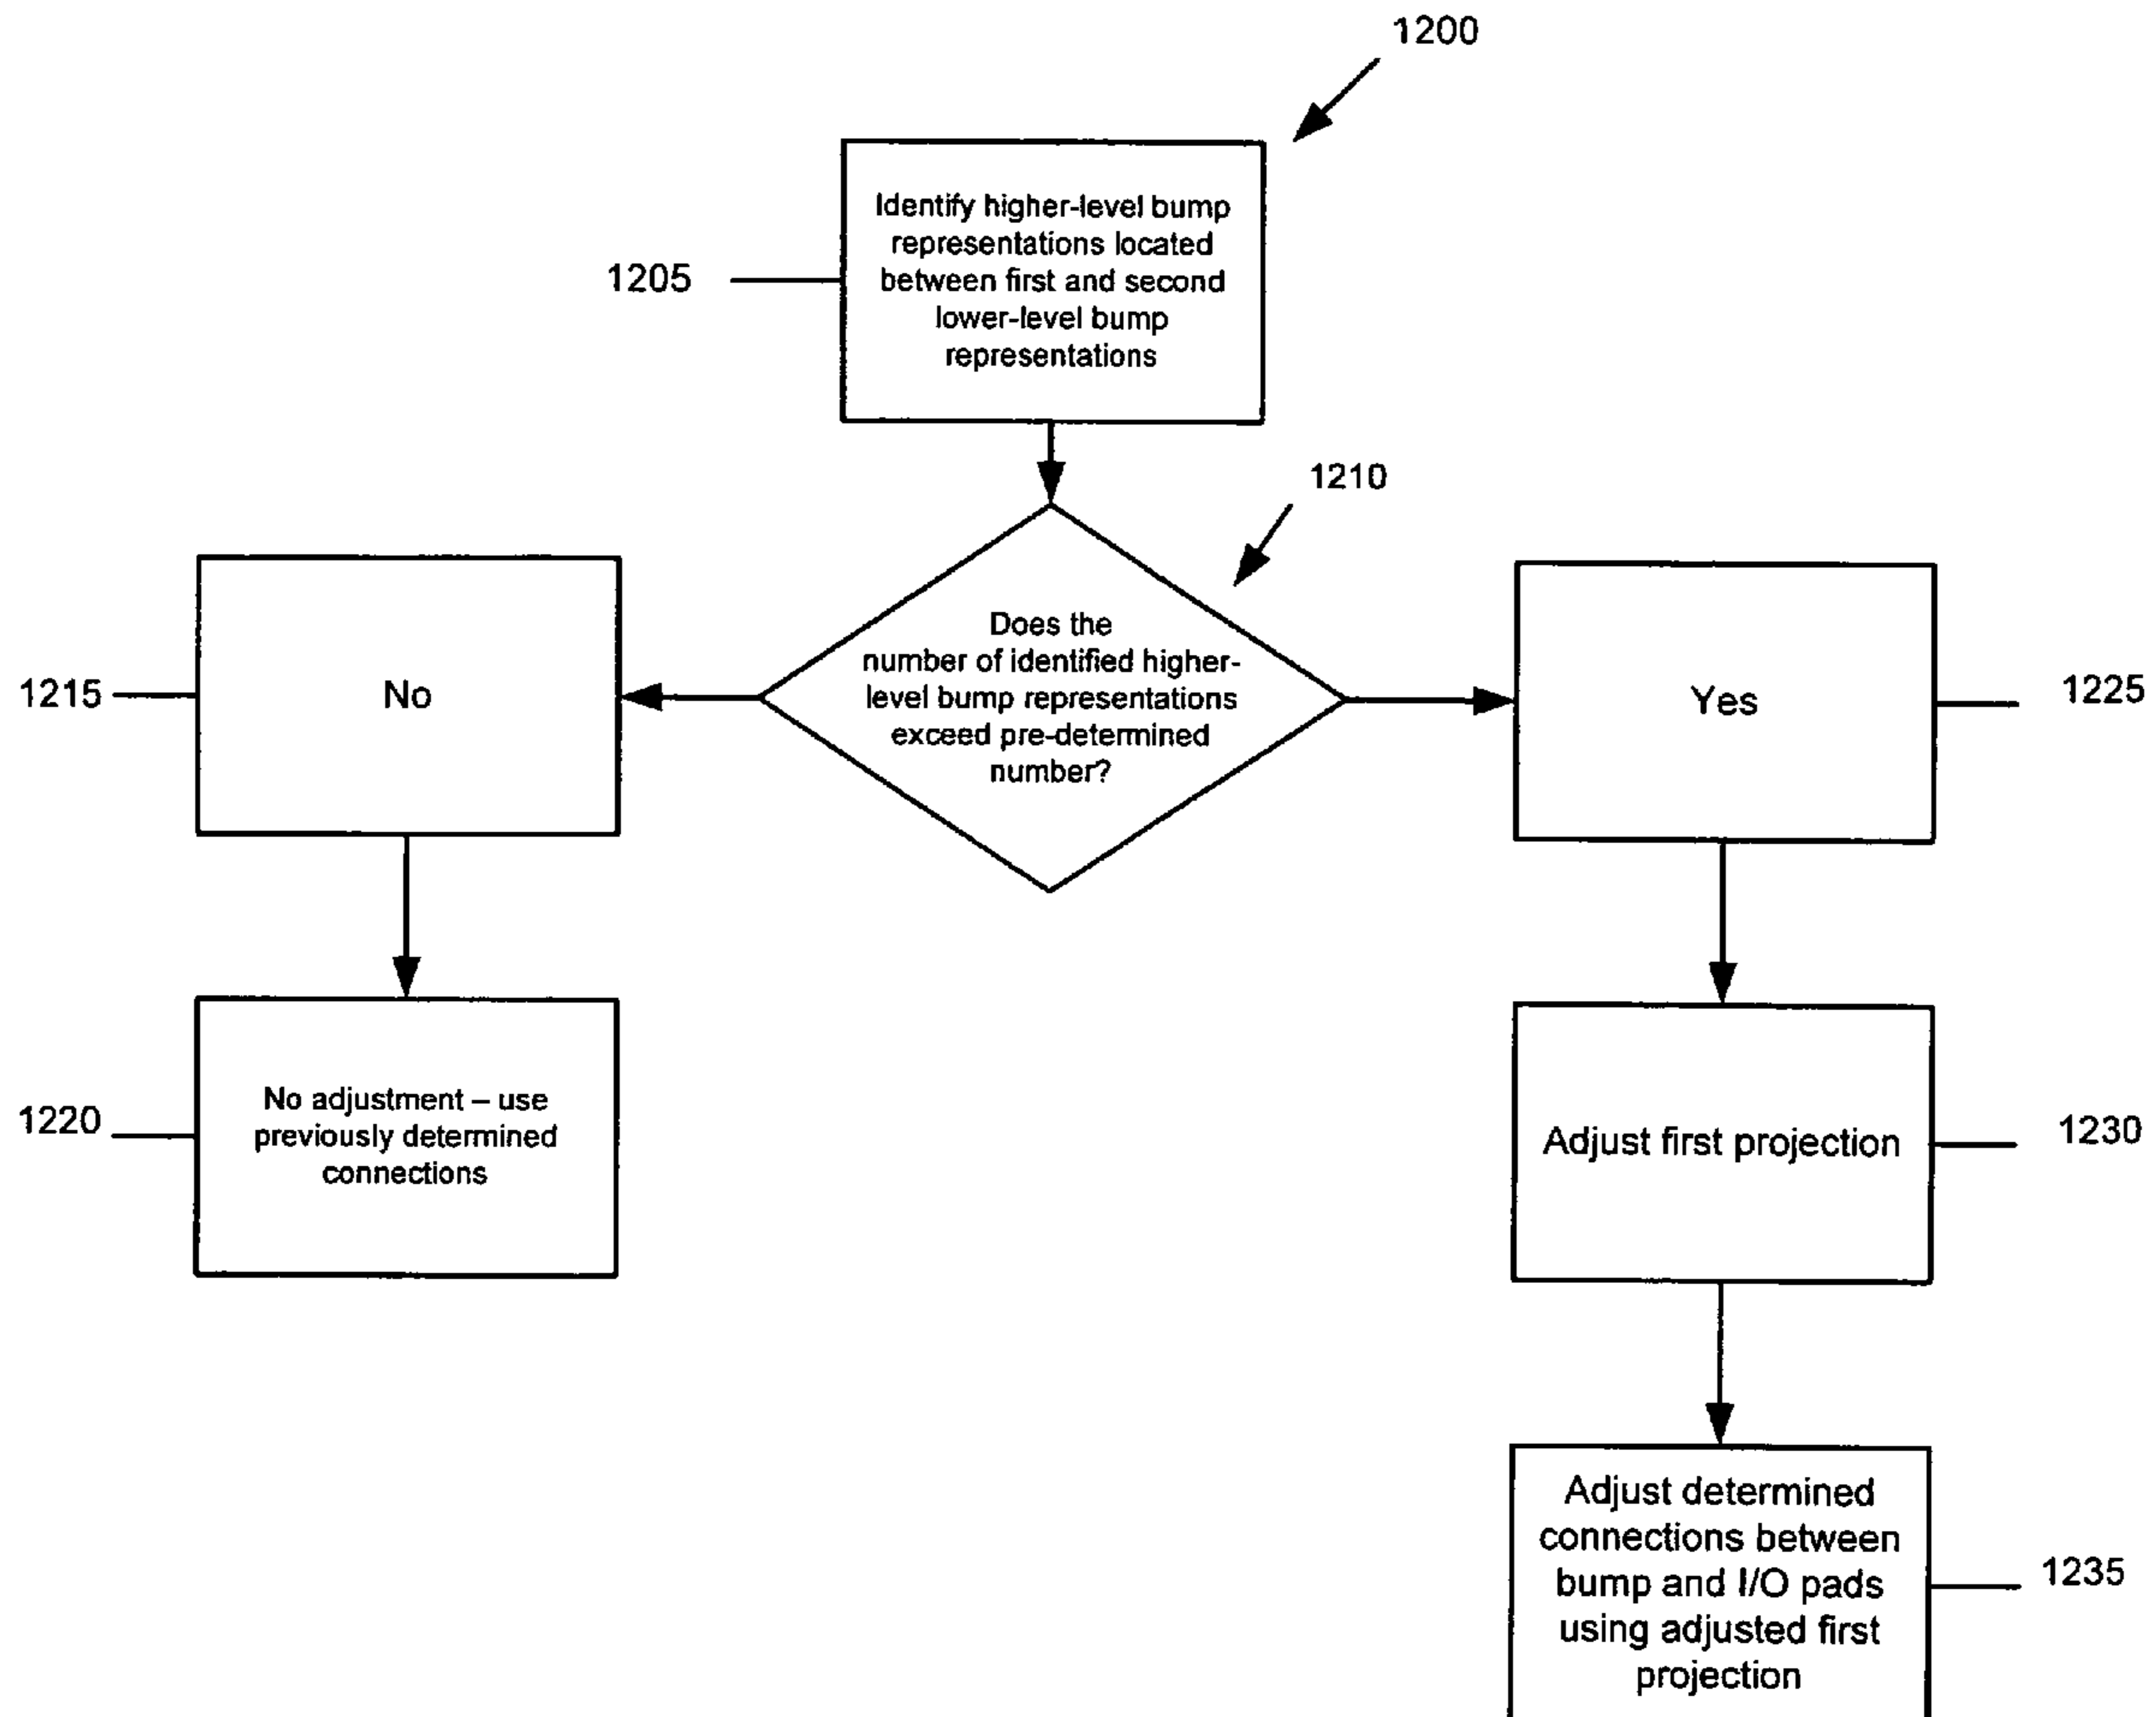 1200
Identify higher-level bump
representations located
between first and second
lower-level bump
representations
1205
1210
Does the
number of identified higher-
level bump representations
exceed pre-determined
number?
1215
No
Yes
1225
1220
No adjustment – use
previously determined
connections
Adjust first projection
1230
Adjust determined
connections between
bump and I/O pads
using adjusted first
projection
1235